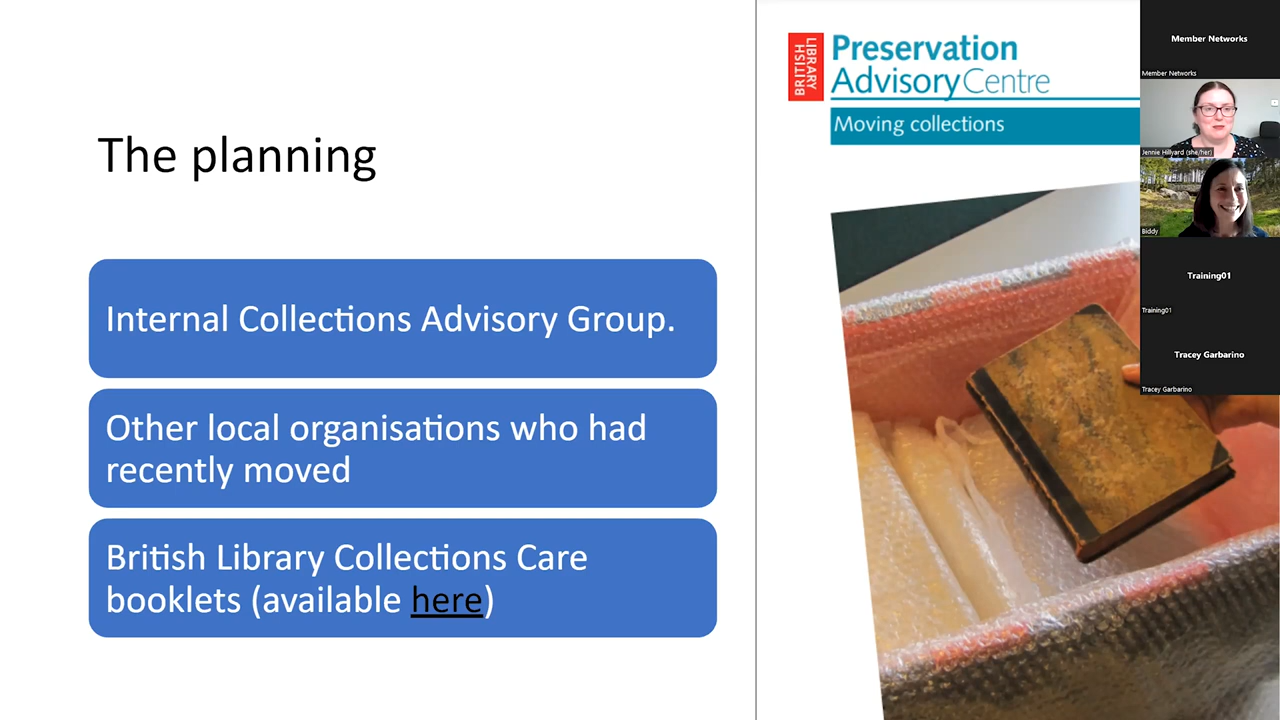 The planning
Internal Collections Advisory Group.
Other local organisations who had
recently moved
British Library Collections Care
booklets (available here)
LIBRARY
BRITISH
Preservation
AdvisoryCentre
Moving collections
Member Networks
Member Networks
Jennie Hillyard (she/her)
Biddy
Training01
Training01
Tracey Garbarino
Tracey Garbarino